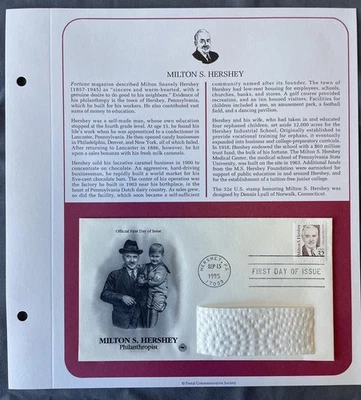 MILTON S. HERSHEY
Fortune magazine described Milton Snavely Hershey
(1857-1945) as "sincere and warm-hearted, with a
genuine desire to do good to his neighbors." Evidence of
his philanthropy is the town of Hershey, Pennsylvania,
which he built for his workers. He also contributed vast
sums of money to education.
Hershey was a self-made man, whose own education
stopped at the fourth grade level. At age 15, he found his
life's work when he was apprenticed to a confectioner in
Lancaster, Pennsylvania. He then opened candy businesses
in Philadelphia, Denver, and New York, all of which failed.
After returning to Lancaster in 1886, however, he hit
upon a sales bonanza with his fresh milk caramels.
Hershey sold his lucrative caramel business in 1900 to
concentrate on chocolate. An aggressive, hard-driving
businessman, he rapidly built a world market for his
five-cent chocolate bars. The center of his operation was
the factory he built in 1903 near his birthplace, in the
heart of Pennsylvania Dutch dairy country. As sales grew,
so did the facility, which soon became a self-sufficient
community named after its founder. The town of
Hershey had low-rent housing for employees, schools,
churches, banks, and stores. A golf course provided
recreation, and an inn housed visitors. Facilities for
children included a zoo, an amusement park, a football
field, and a dancing pavilion.
Hershey and his wife, who had taken in and educated
four orphaned children, set aside 12,000 acres for the
Hershey Industrial School. Originally established to
provide vocational training for orphans, it eventually
expanded into business and college-preparatory curricula.
In 1918, Hershey endowed the school with a $60 million
trust fund, the bulk of his fortune. The Milton S. Hershey
Medical Center, the medical school of Pennsylvania State
University, was built on the site in 1963. Additional funds
from the M.S. Hershey Foundation were earmarked for
support of public education in and around Hershey, and
for the establishment of a tuition-free junior college.
The 32¢ U.S. stamp honoring Milton S. Hershey was
designed by Dennis Lyall of Norwalk, Connecticut.
Official First Day of Issue
MILTON S. HERSHEY
Philanthropist
HERSHEY, PA
SEP 13
1995
17033
FIRST DAY OF ISSUE
32
© Postal Commemorative Society